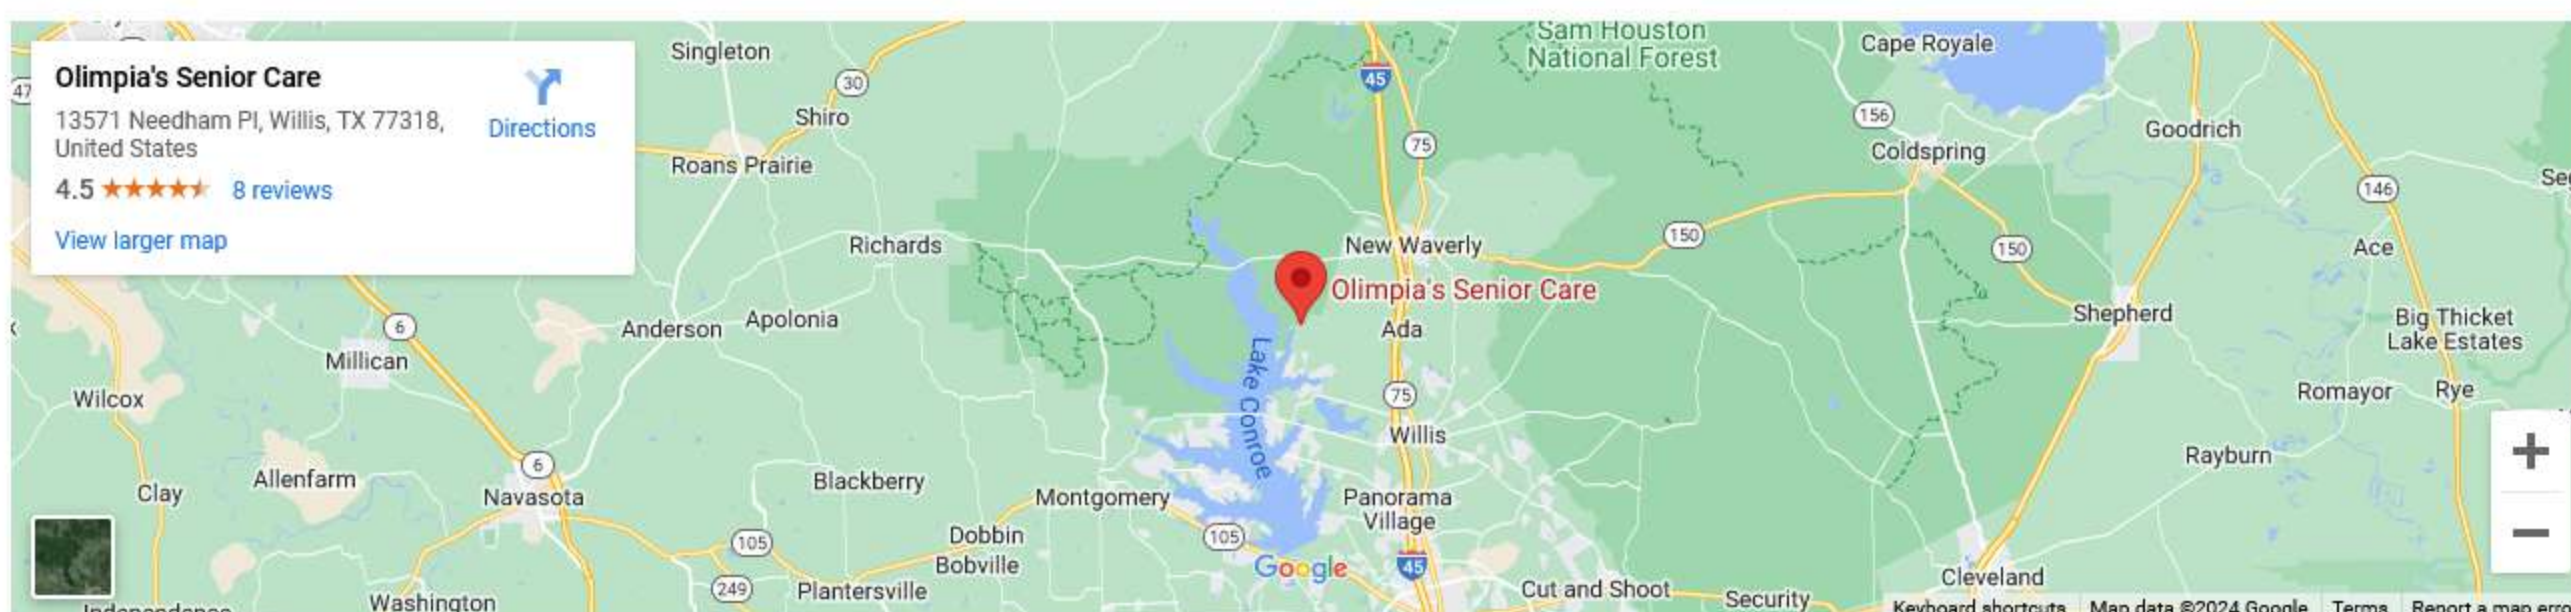 Olimpia's Senior Care
13571 Needham Pl, Willis, TX 77318,
United States
4.5
8 reviews
View larger map
Directions
Singleton
30
Shiro
Roans Prairie
Richards
47
Anderson
Apolonia
6
Millican
Wilcox
Clay
Allenfarm
6
Navasota
Blackberry
Montgomery
Dobbin
Bobville
105
249
Plantersville
Washington
Independence
Sam Houston
National Forest
45
75
New Waverly
Olimpia's Senior Care
Ada
Lake Conroe
75
Willis
Panorama
Village
105
45
Google
Cut and Shoot
Security
Cape Royale
156
Coldspring
150
150
Goodrich
146
Ace
Shepherd
Big Thicket
Lake Estates
Romayor
Rye
Rayburn
Cleveland
Keyboard shortcuts
Map data ©2024 Google
Terms
Report a map